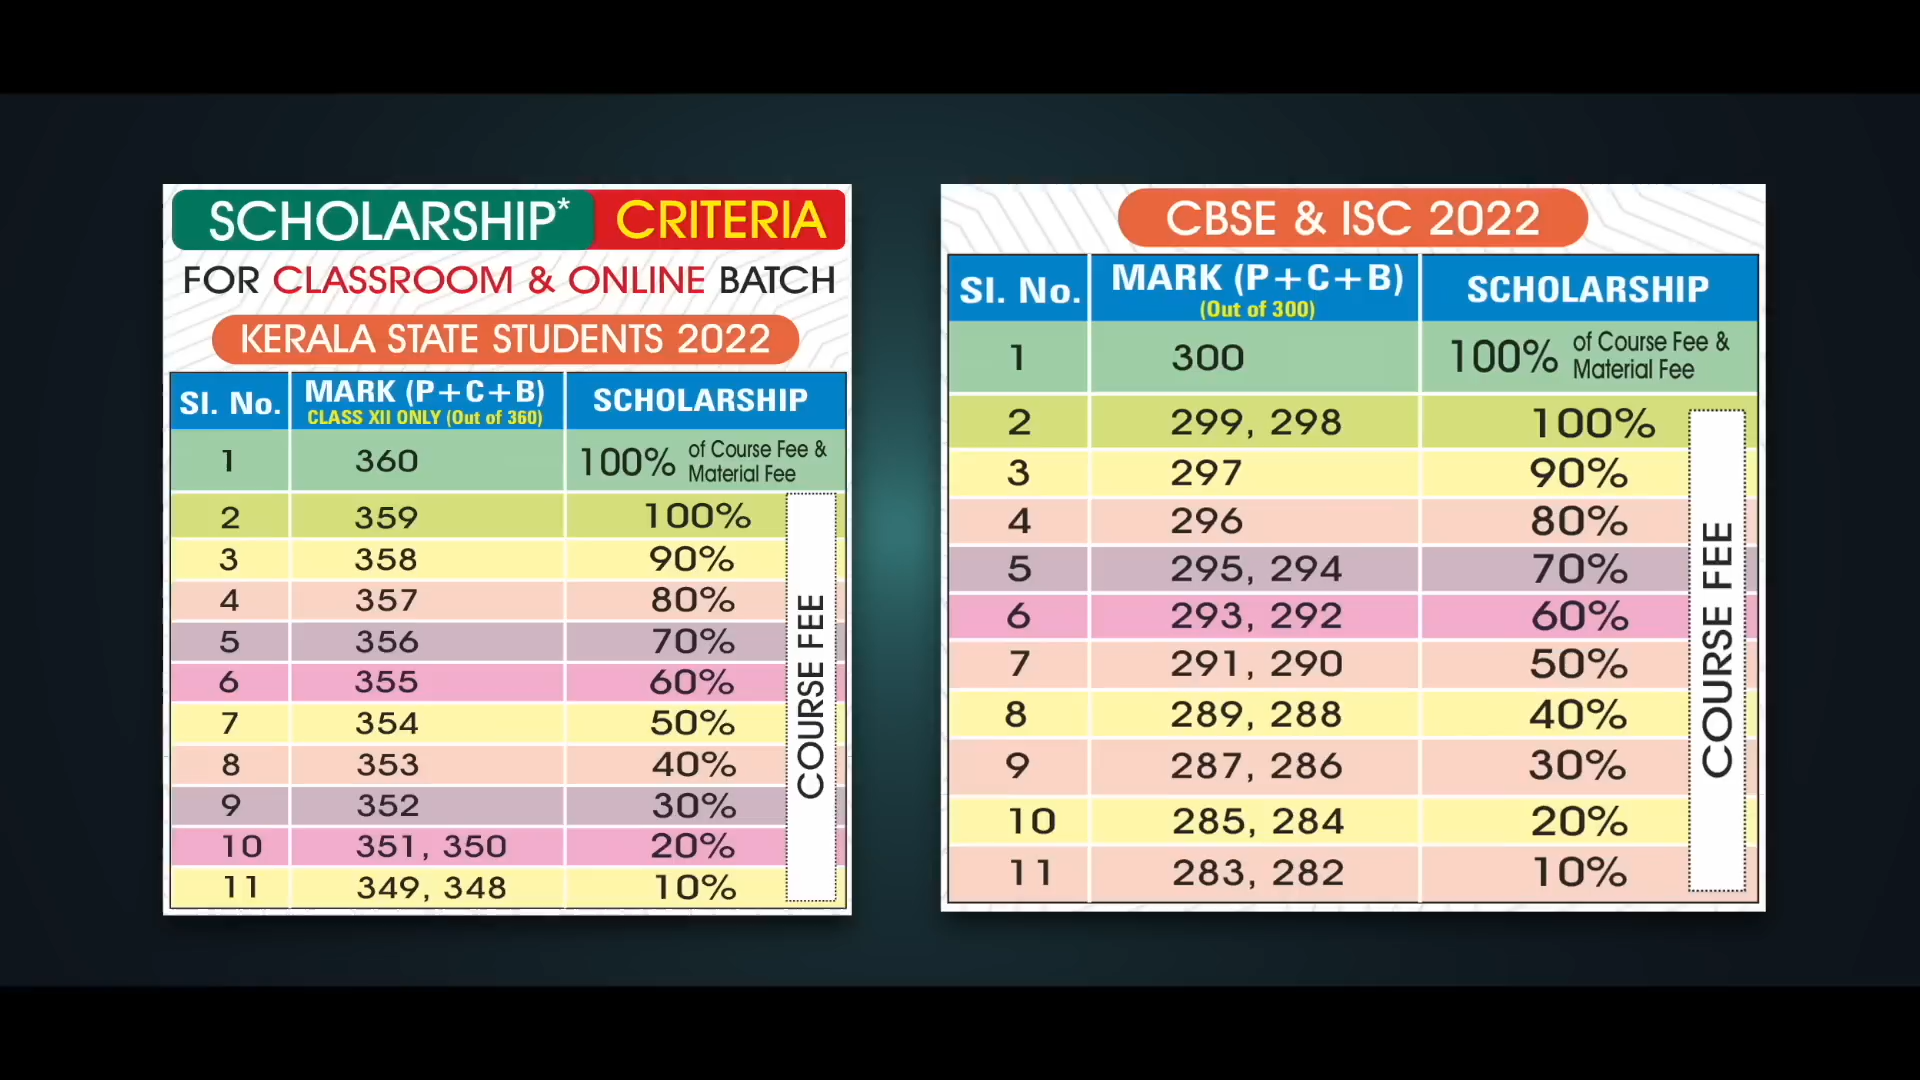 SCHOLARSHIP* CRITERIA
FOR CLASSROOM & ONLINE BATCH
KERALA STATE STUDENTS 2022
Sl. No. MARK (P+C+B) SCHOLARSHIP
CLASS XII ONLY (Out of 360)
1 360 100% of Course Fee &
Material Fee
2 359 100%
3 358 90%
4 357 80%
5 356 70%
6 355 60%
7 354 50%
8 353 40%
9 352 30%
10 351, 350 20%
11 349, 348 10%
COURSE FEE
CBSE & ISC 2022
Sl. No. MARK (P+C+B) SCHOLARSHIP
(Out of 300)
1 300 100% of Course Fee &
Material Fee
2 299, 298 100%
3 297 90%
4 296 80%
5 295, 294 70%
6 293, 292 60%
7 291, 290 50%
8 289, 288 40%
9 287, 286 30%
10 285, 284 20%
11 283, 282 10%
COURSE FEE